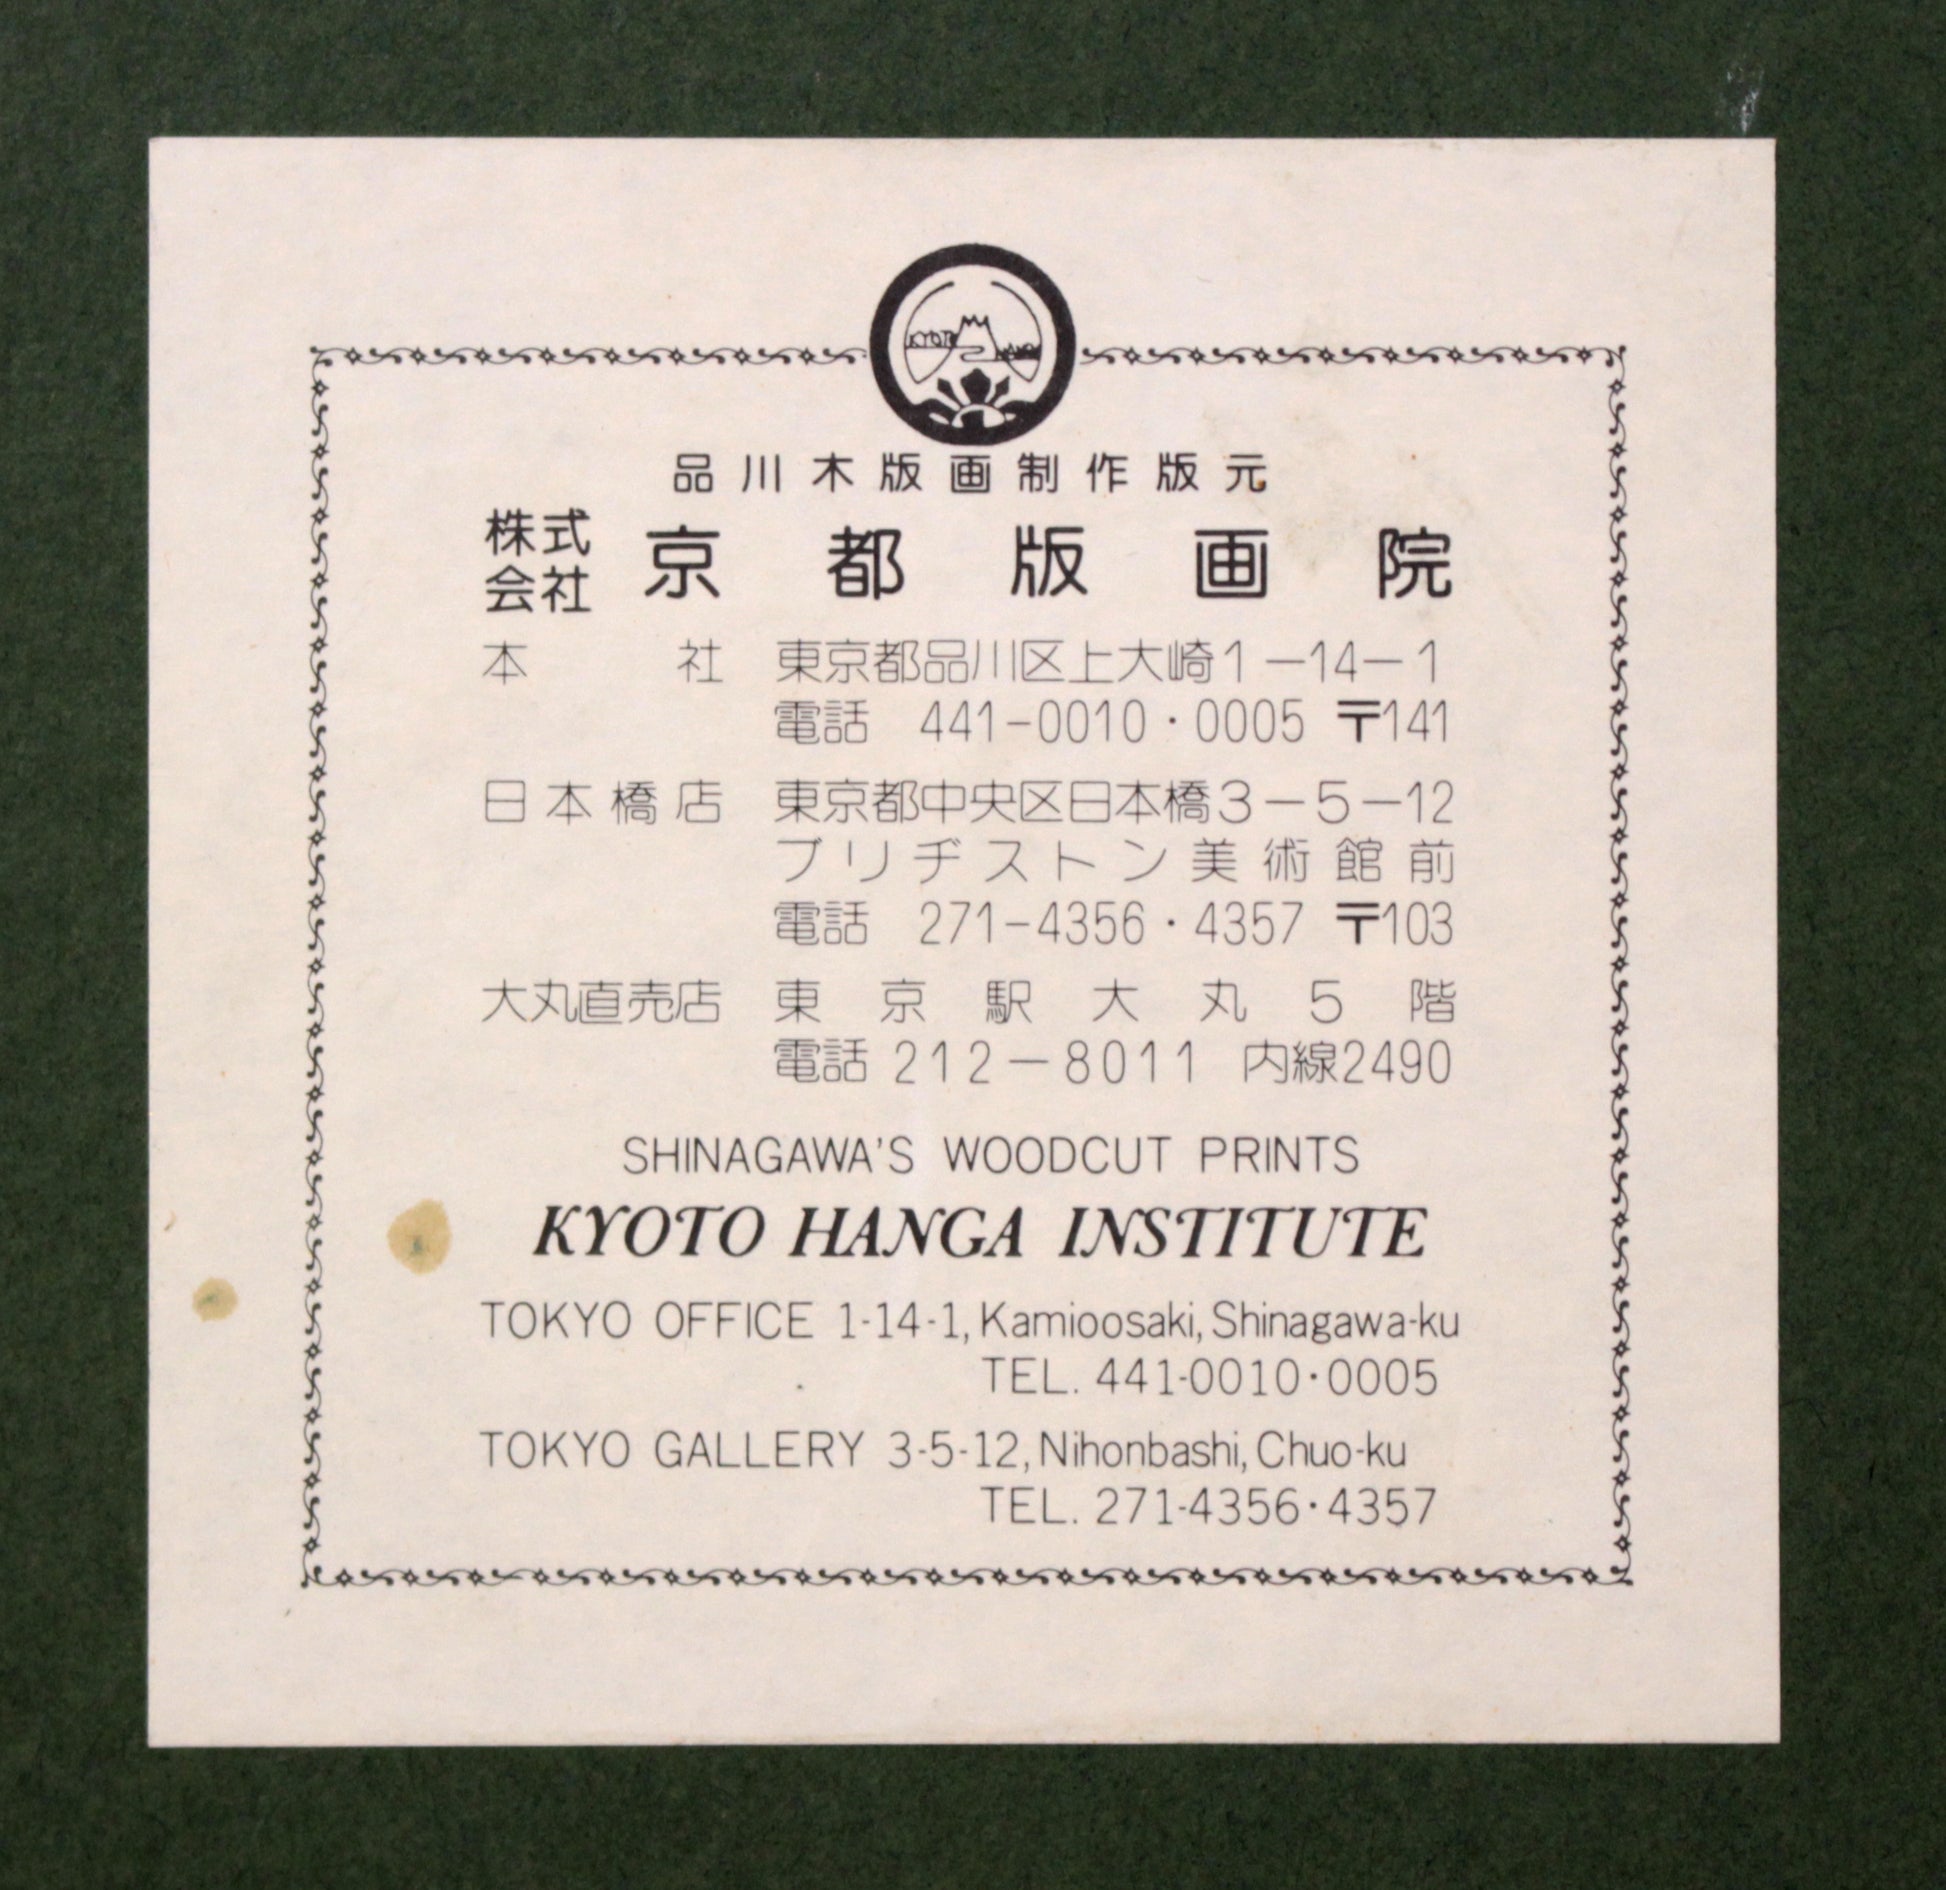 KYOTO
品川木版画制作版元
株式会社 京都版画院
本社 東京都品川区上大崎1-14-1
電話 441-0010・0005 〒141
日本橋店 東京都中央区日本橋3-5-12
ブリヂストン美術館前
電話 271-4356・4357 〒103
大丸直売店 東京駅大丸5階
電話 212-8011 内線2490
SHINAGAWA'S WOODCUT PRINTS
KYOTO HANGA INSTITUTE
TOKYO OFFICE 1-14-1, Kamioosaki, Shinagawa-ku
TEL. 441-0010・0005
TOKYO GALLERY 3-5-12, Nihonbashi, Chuo-ku
TEL. 271-4356・4357